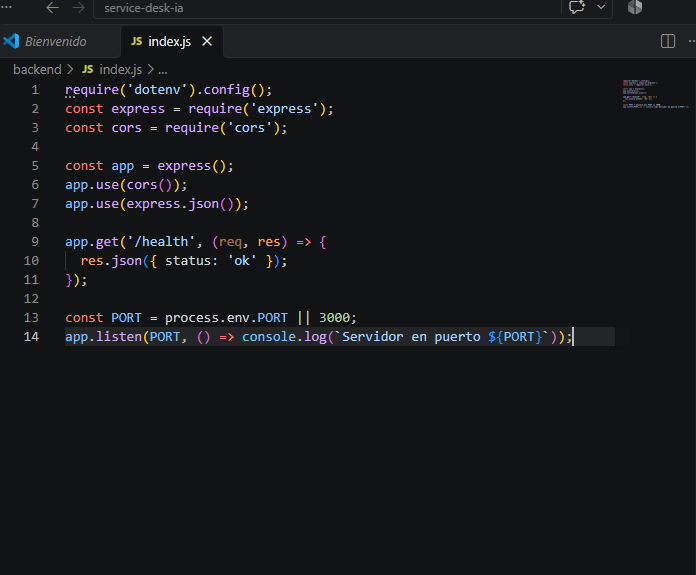 service-desk-ia
Bienvenido
JS index.js
backend > JS index.js > ...
1 require('dotenv').config();
2 const express = require('express');
3 const cors = require('cors');
4
5 const app = express();
6 app.use(cors());
7 app.use(express.json());
8
9 app.get('/health', (req, res) => {
10   res.json({ status: 'ok' });
11 });
12
13 const PORT = process.env.PORT || 3000;
14 app.listen(PORT, () => console.log(`Servidor en puerto ${PORT}`));